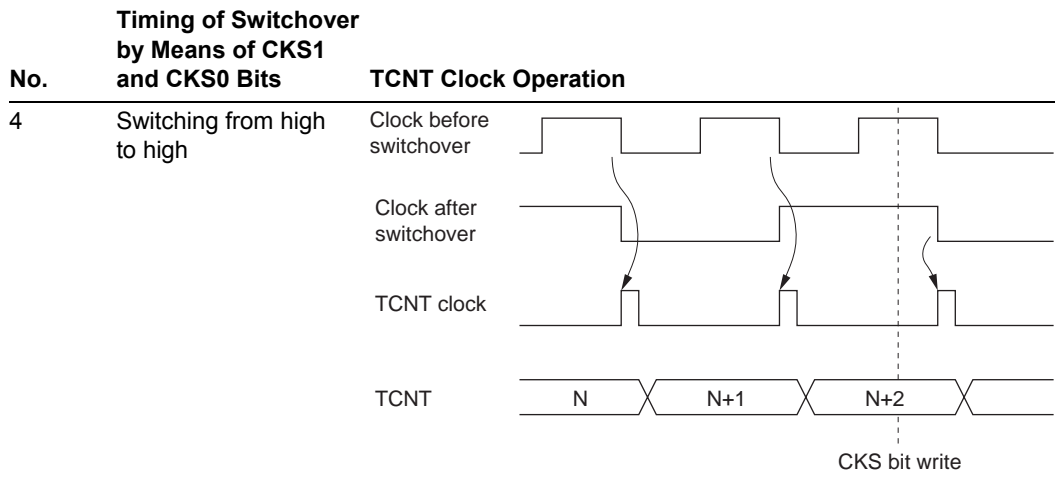 Timing of Switchover
by Means of CKS1
No. and CKS0 Bits TCNT Clock Operation
4 Switching from high
to high
Clock before
switchover
Clock after
switchover
TCNT clock
TCNT N N+1 N+2
CKS bit write